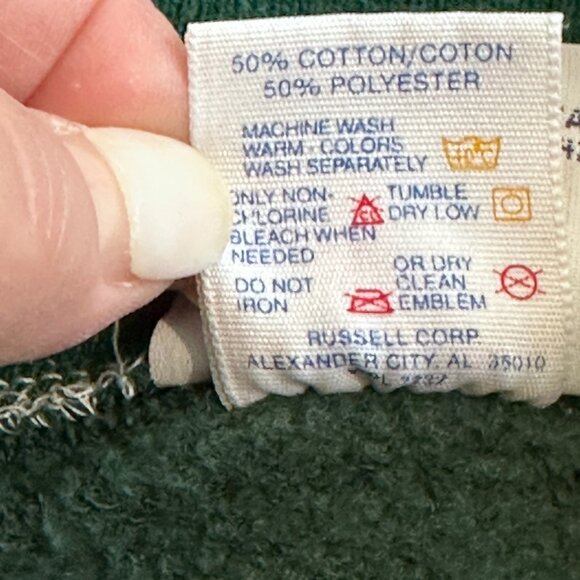 50% COTTON/COTON
50% POLYESTER
MACHINE WASH
WARM - COLORS
WASH SEPARATELY
ONLY NON-
CHLORINE
BLEACH WHEN
NEEDED
CL
TUMBLE
DRY LOW
DO NOT
IRON
OR DRY
CLEAN
EMBLEM
RUSSELL CORP.
ALEXANDER CITY, AL 35010